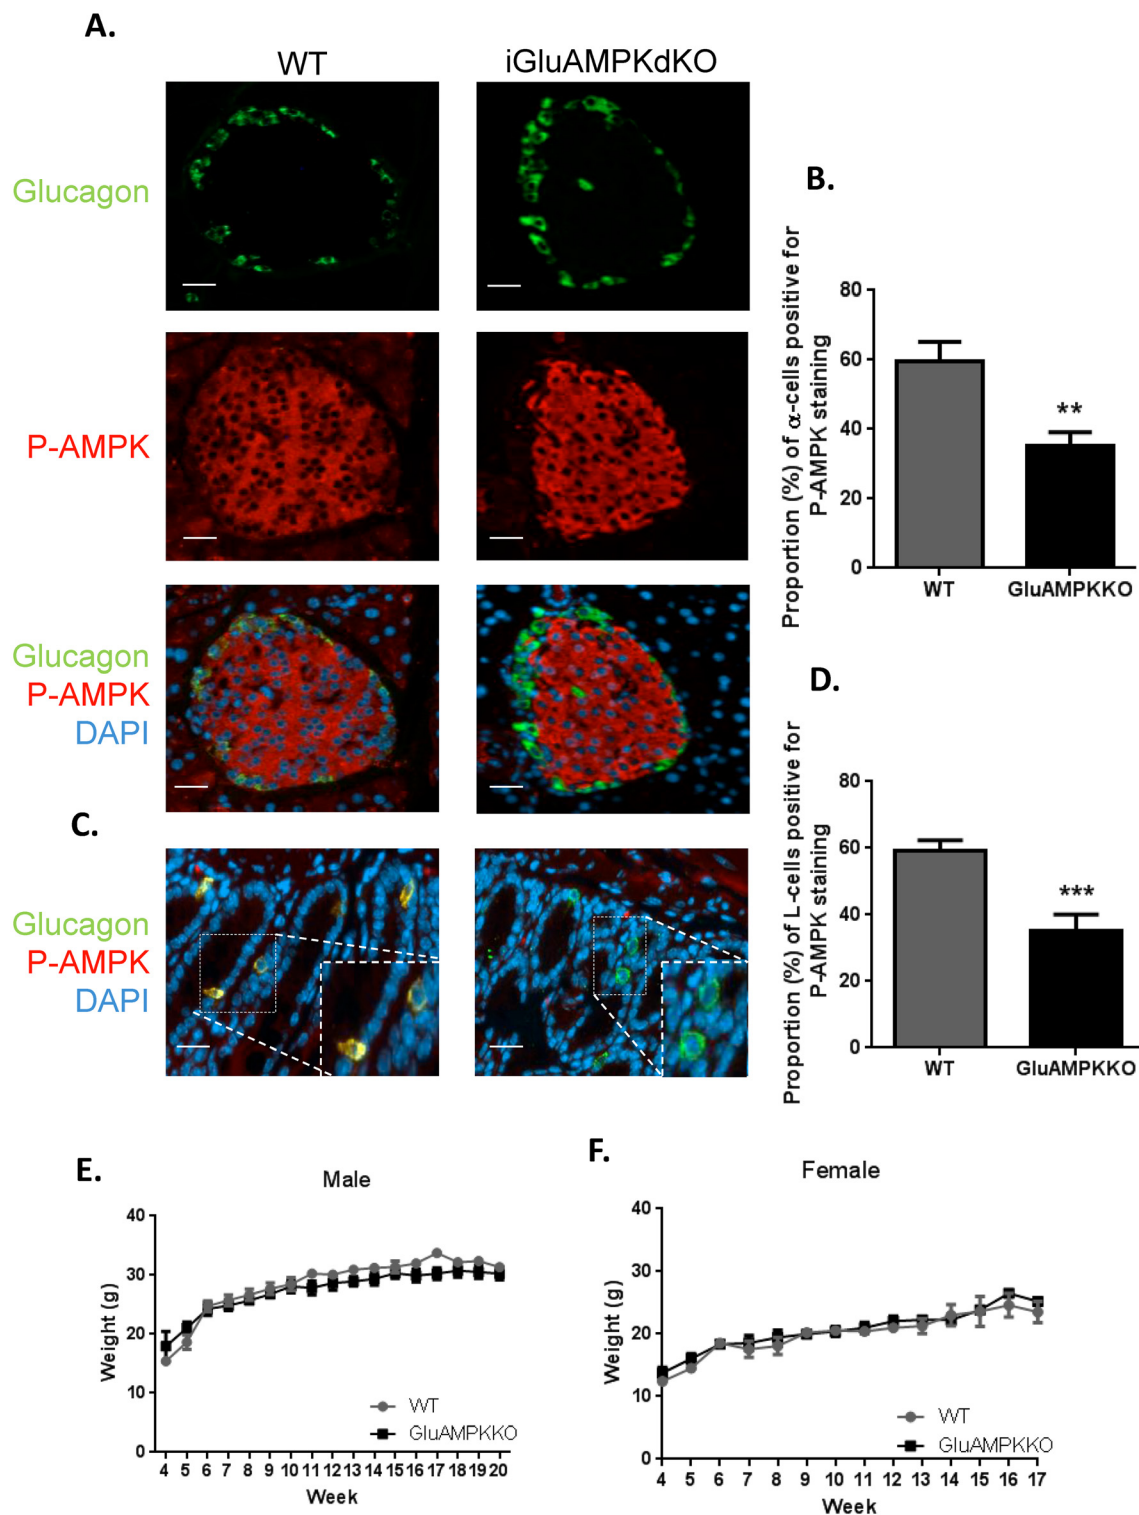 A.
WT
iGluAMPKdKO
Glucagon
P-AMPK
Glucagon
P-AMPK
DAPI
B.
Proportion (%) of α-cells positive for
P-AMPK staining
80
60
40
20
0
**
WT
GluAMPKKO
C.
Glucagon
P-AMPK
DAPI
D.
Proportion (%) of L-cells positive for
P-AMPK staining
80
60
40
20
0
***
WT
GluAMPKKO
E.
Male
Weight (g)
40
30
20
10
0
WT
GluAMPKKO
4 5 6 7 8 9 10 11 12 13 14 15 16 17 18 19 20
Week
F.
Female
Weight (g)
40
30
20
10
0
WT
GluAMPKKO
4 5 6 7 8 9 10 11 12 13 14 15 16 17
Week